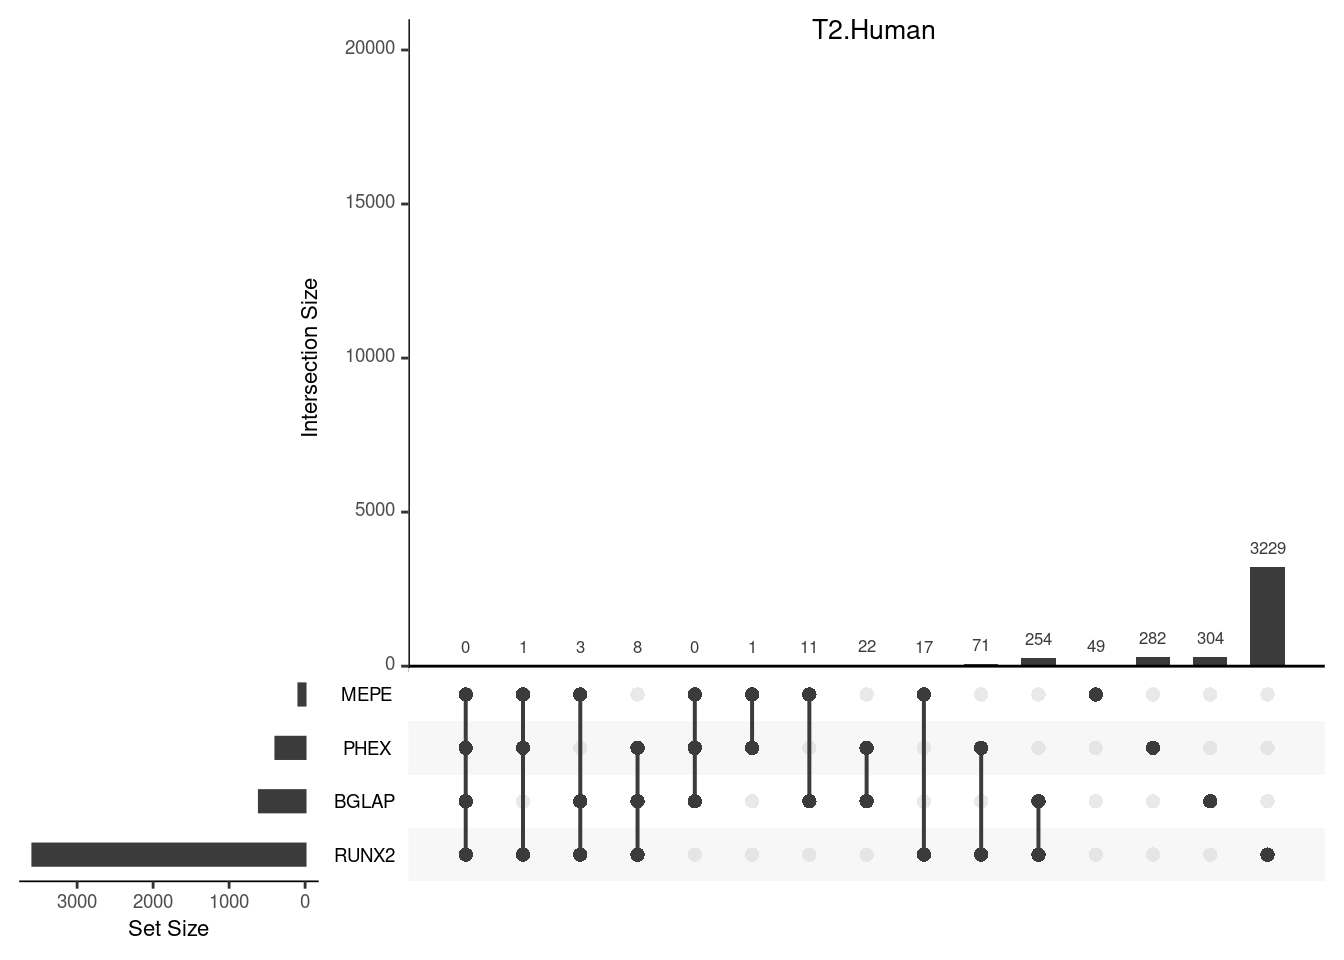 T2.Human
20000
15000
10000
5000
0
Intersection Size
0 1 3 8 0 1 11 22 17 71 254 49 282 304 3229
MEPE
PHEX
BGLAP
RUNX2
3000 2000 1000 0
Set Size